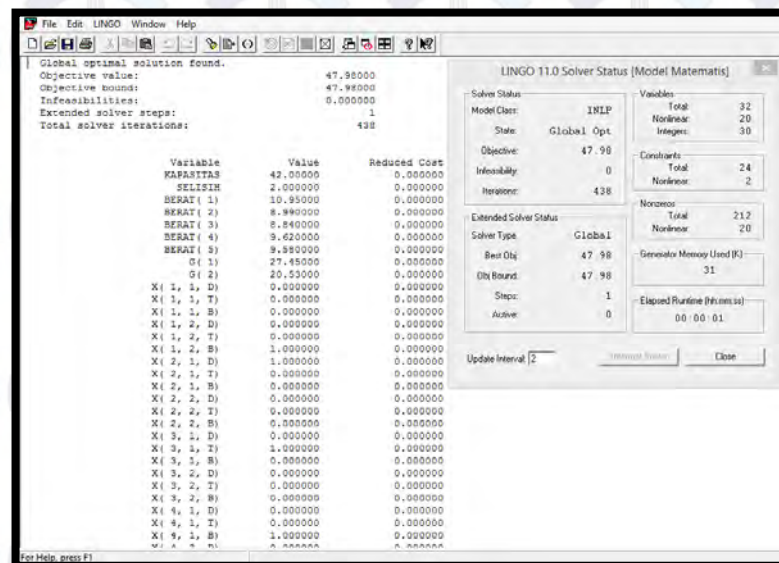 File Edit LINGO Window Help
Global optimal solution found.
Objective value: 47.98000
Objective bound: 47.98000
Infeasibilities: 0.000000
Extended solver steps: 1
Total solver iterations: 438
Variable Value Reduced Cost
KAPASITAS 42.00000 0.000000
SELISIH 2.000000 0.000000
BERAT( 1) 10.95000 0.000000
BERAT( 2) 8.990000 0.000000
BERAT( 3) 8.840000 0.000000
BERAT( 4) 9.620000 0.000000
BERAT( 5) 9.580000 0.000000
G( 1) 27.45000 0.000000
G( 2) 20.53000 0.000000
X( 1, 1, D) 0.000000 0.000000
X( 1, 1, T) 0.000000 0.000000
X( 1, 1, B) 0.000000 0.000000
X( 1, 2, D) 0.000000 0.000000
X( 1, 2, T) 0.000000 0.000000
X( 1, 2, B) 1.000000 0.000000
X( 2, 1, D) 1.000000 0.000000
X( 2, 1, T) 0.000000 0.000000
X( 2, 1, B) 0.000000 0.000000
X( 2, 2, D) 0.000000 0.000000
X( 2, 2, T) 0.000000 0.000000
X( 2, 2, B) 0.000000 0.000000
X( 3, 1, D) 0.000000 0.000000
X( 3, 1, T) 1.000000 0.000000
X( 3, 1, B) 0.000000 0.000000
X( 3, 2, D) 0.000000 0.000000
X( 3, 2, T) 0.000000 0.000000
X( 3, 2, B) 0.000000 0.000000
X( 4, 1, D) 0.000000 0.000000
X( 4, 1, T) 0.000000 0.000000
X( 4, 1, B) 1.000000 0.000000
For Help, press F1
LINGO 11.0 Solver Status [Model Matematis]
Solver Status
Model Class: INLP
State: Global Opt
Objective: 47.98
Infeasibility: 0
Iterations: 438
Extended Solver Status
Solver Type Global
Best Obj: 47.98
Obj Bound: 47.98
Steps: 1
Active: 0
Variables
Total: 32
Nonlinear: 20
Integers: 30
Constraints
Total: 24
Nonlinear: 2
Nonzeros
Total: 212
Nonlinear: 20
Generator Memory Used (K)
31
Elapsed Runtime (hh:mm:ss)
00:00:01
Update Interval: 2
Close